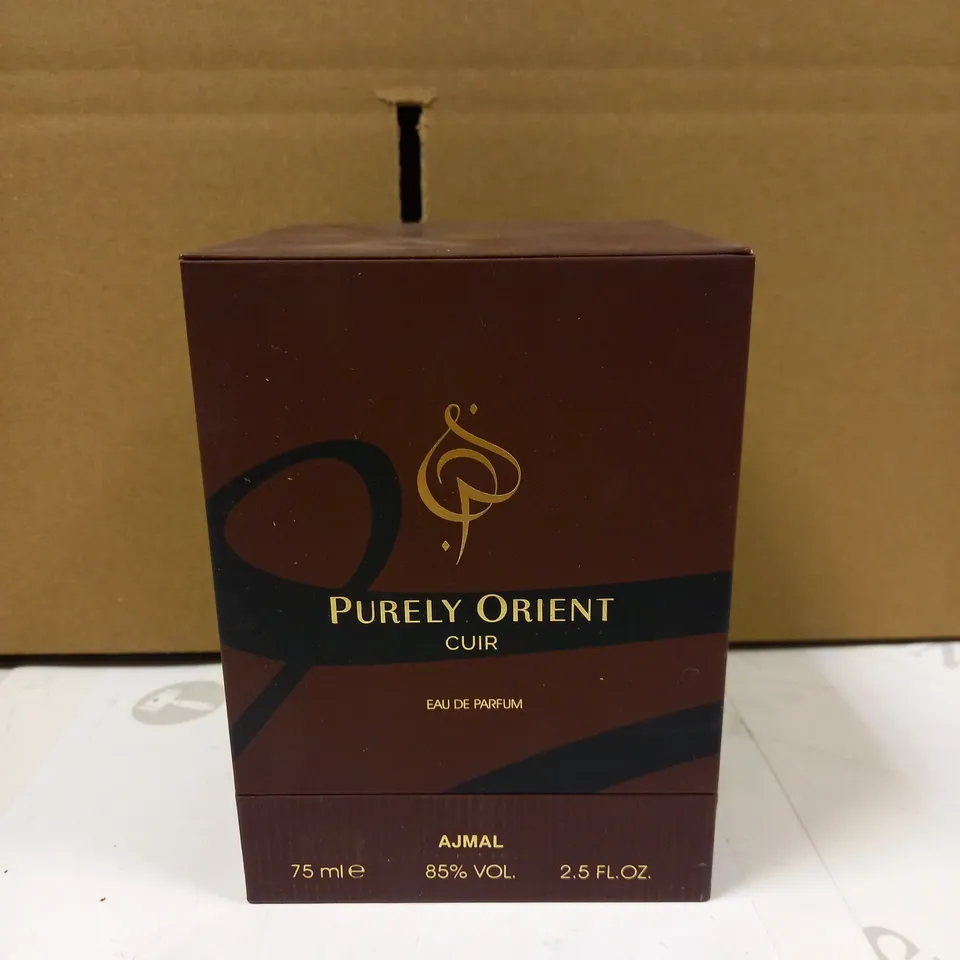 PURELY ORIENT
CUIR
EAU DE PARFUM
AJMAL
75 ml ℮ 85% VOL. 2.5 FL.OZ.